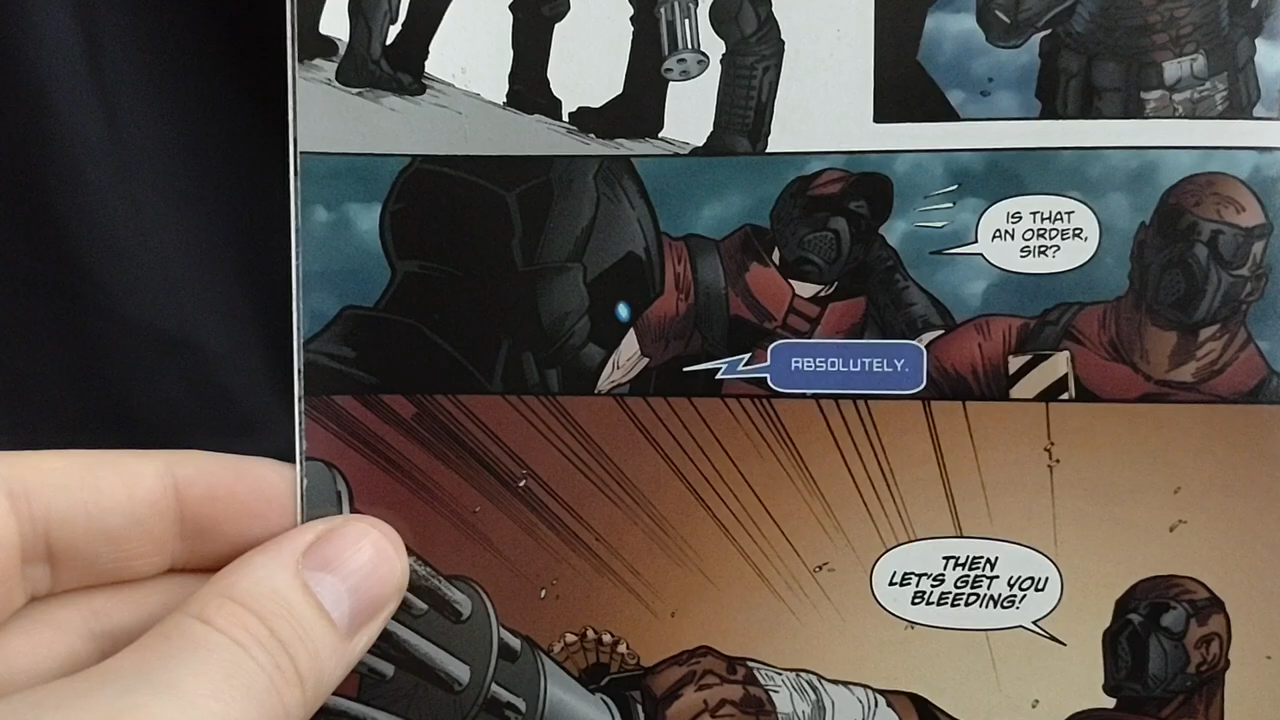 IS THAT
AN ORDER,
SIR?
ABSOLUTELY.
THEN
LET'S GET YOU
BLEEDING!